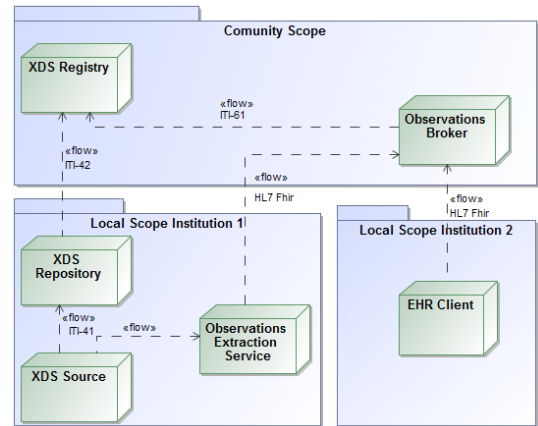 Comunity Scope
XDS Registry
«flow»
ITI-61
Observations
Broker
«flow»
ITI-42
«flow»
HL7 Fhir
«flow»
HL7 Fhir
Local Scope Institution 1
Local Scope Institution 2
XDS
Repository
EHR Client
«flow»
ITI-41
«flow»
Observations
Extraction
Service
XDS Source